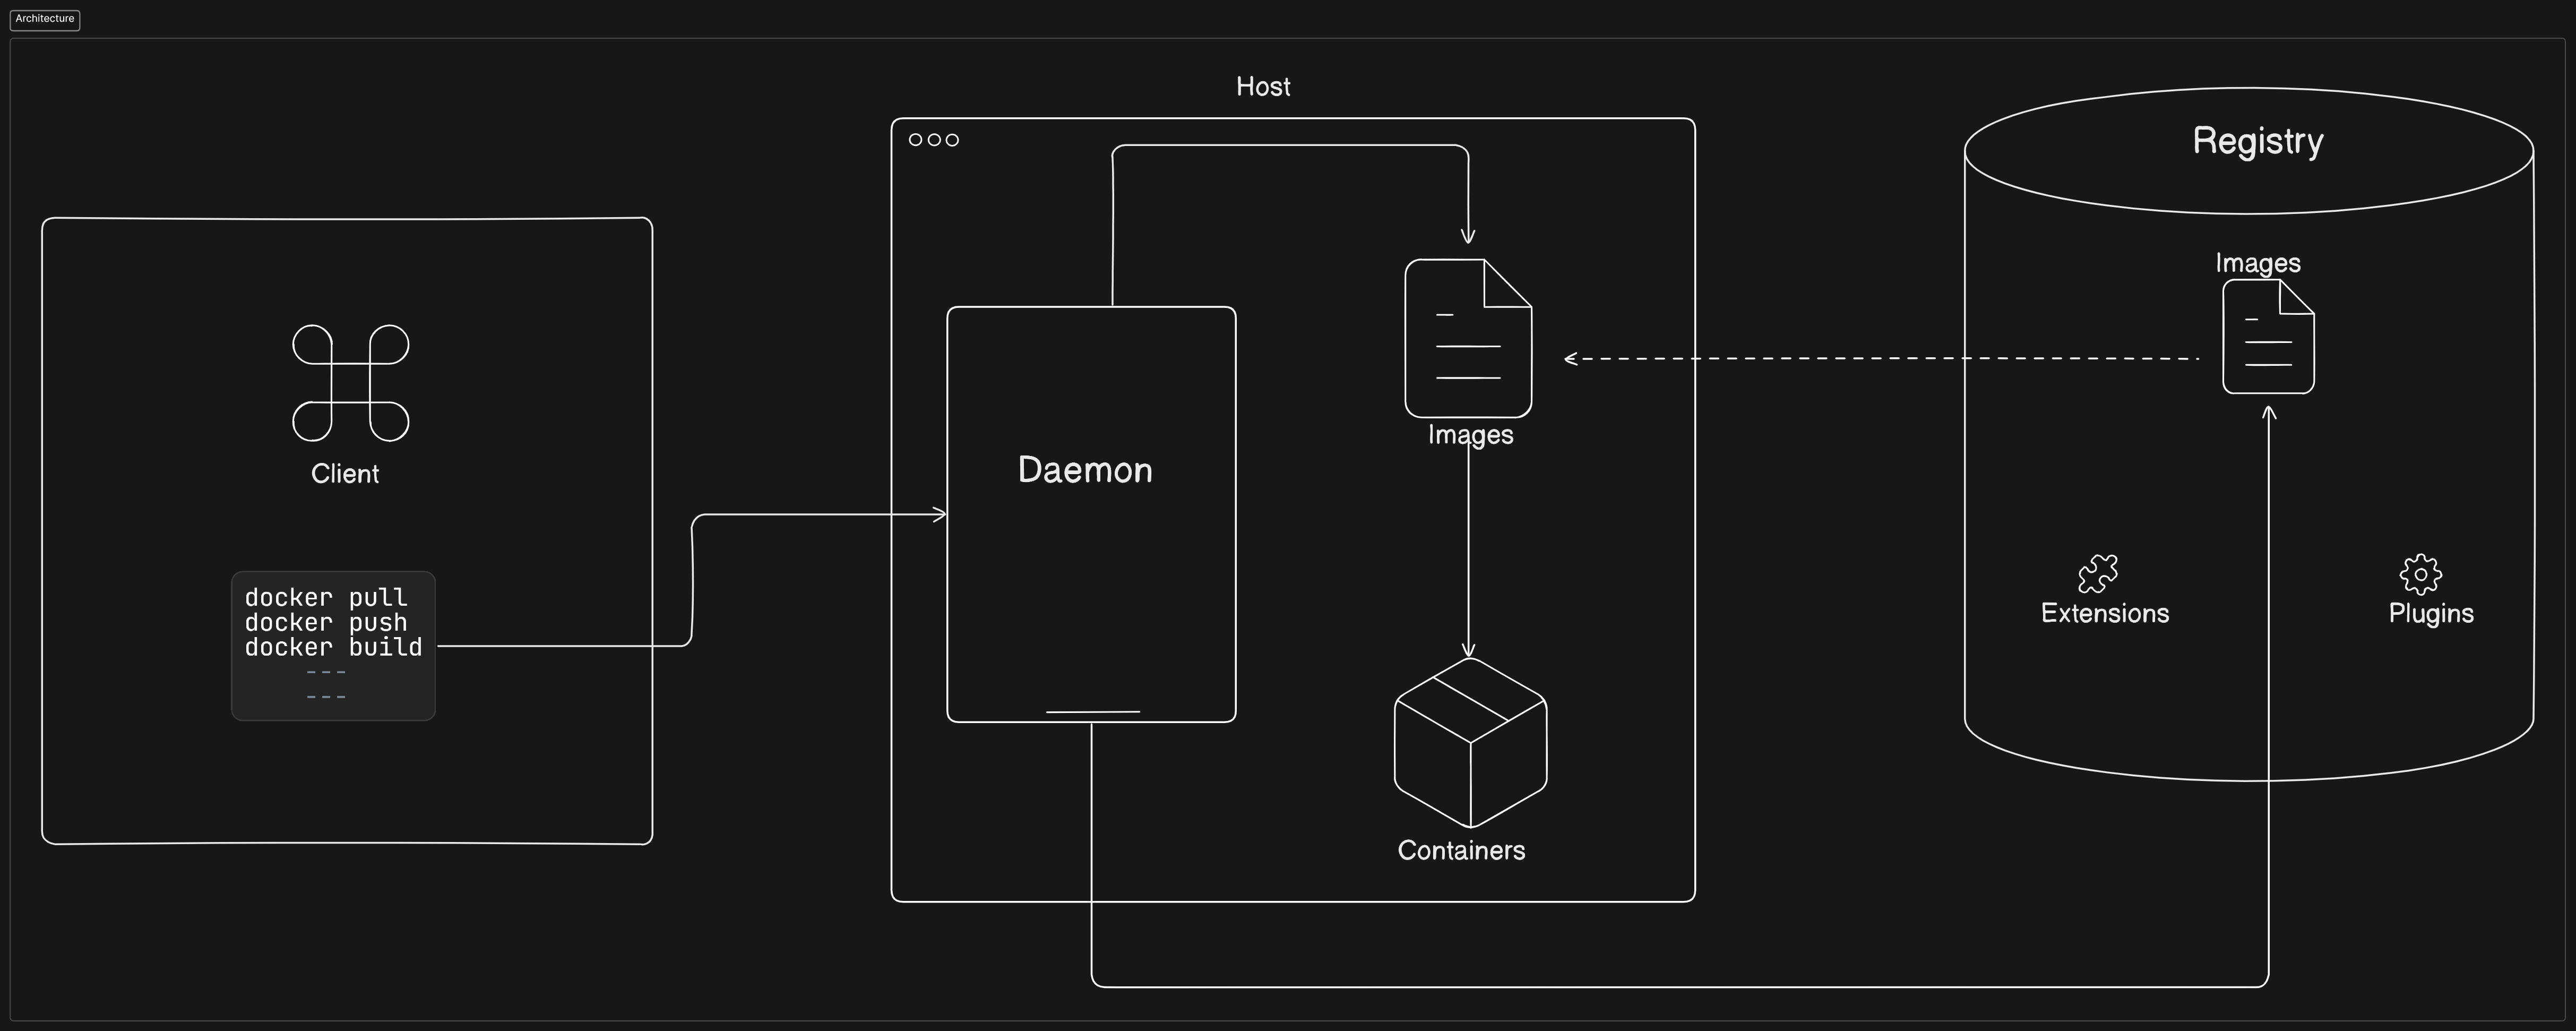 Architecture
Host
Registry
Images
Client
docker pull
docker push
docker build
---
---
Daemon
Images
Containers
Extensions
Plugins